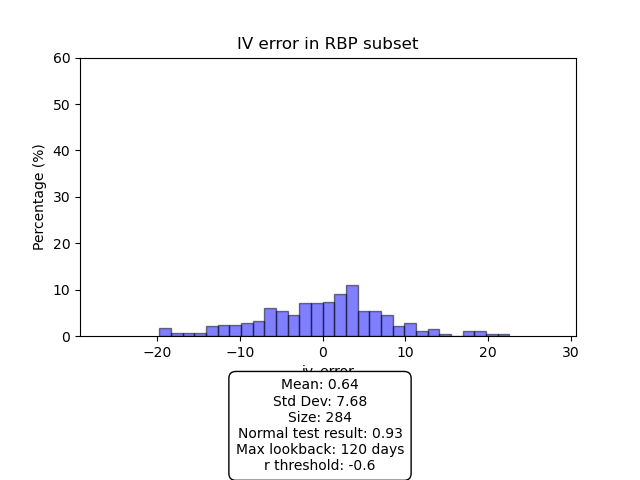 IV error in RBP subset
Percentage (%)
60
50
40
30
20
10
0
−20
−10
0
10
20
30
iv_error
Mean: 0.64
Std Dev: 7.68
Size: 284
Normal test result: 0.93
Max lookback: 120 days
r threshold: -0.6